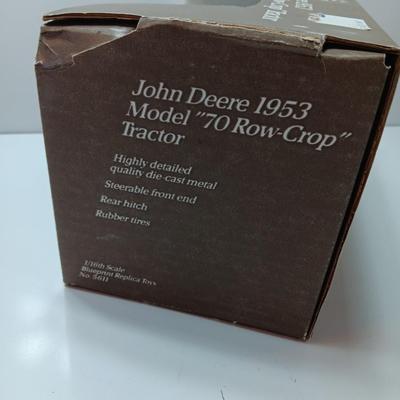 John Deere 1953
Model "70 Row-Crop"
Tractor
Highly detailed
quality die-cast metal
Steerable front end
Rear hitch
Rubber tires
1/16th Scale
Blueprint Replica Toys
No. 5611